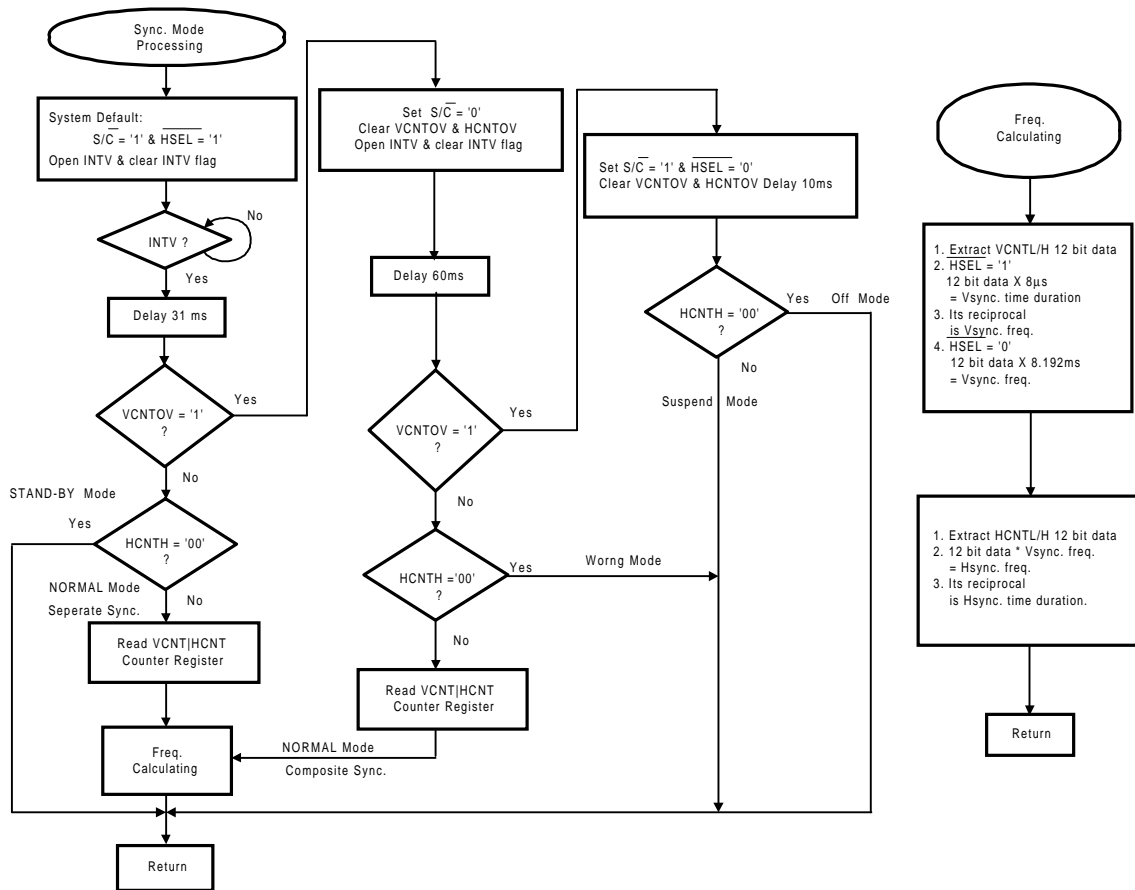 Sync. Mode
Processing
System Default:
S/C̅ = '1' & H̅S̅E̅L̅ = '1'
Open INTV & clear INTV flag
INTV ?
No
Yes
Delay 31 ms
VCNTOV = '1'
?
Yes
No
STAND-BY Mode
Yes
HCNTH = '00'
?
NORMAL Mode
Seperate Sync.
No
Read VCNT|HCNT
Counter Register
Freq.
Calculating
Return
Set S/C̅ = '0'
Clear VCNTOV & HCNTOV
Open INTV & clear INTV flag
Delay 60ms
VCNTOV = '1'
?
Yes
No
HCNTH ='00'
?
Yes
Worng Mode
No
Read VCNT|HCNT
Counter Register
NORMAL Mode
Composite Sync.
Set S/C̅ = '1' & H̅S̅E̅L̅ = '0'
Clear VCNTOV & HCNTOV Delay 10ms
HCNTH = '00'
?
Yes
Off Mode
No
Suspend Mode
Freq.
Calculating
1. Extract VCNTL/H 12 bit data
2. H̅S̅E̅L̅ = '1'
12 bit data X 8µs
= Vsync. time duration
3. Its reciprocal
is Vsync. freq.
4. H̅S̅E̅L̅ = '0'
12 bit data X 8.192ms
= Vsync. freq.
1. Extract HCNTL/H 12 bit data
2. 12 bit data * Vsync. freq.
= Hsync. freq.
3. Its reciprocal
is Hsync. time duration.
Return